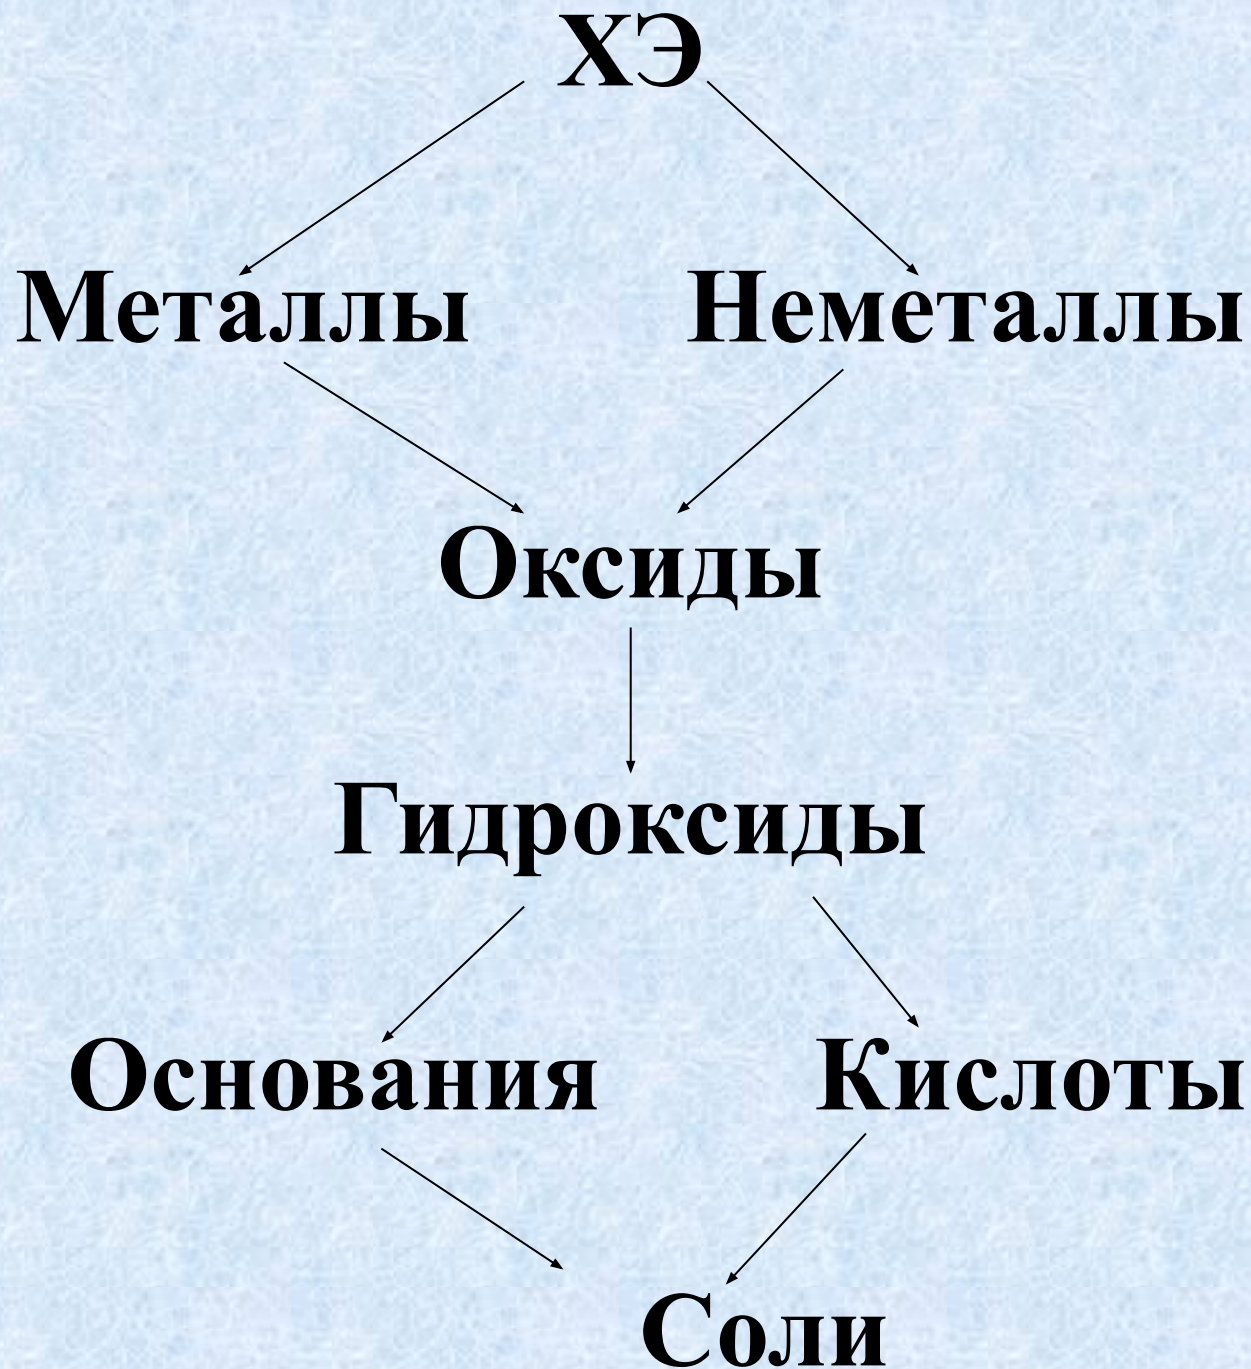 ХЭ
Металлы Неметаллы
Оксиды
Гидроксиды
Основания Кислоты
Соли